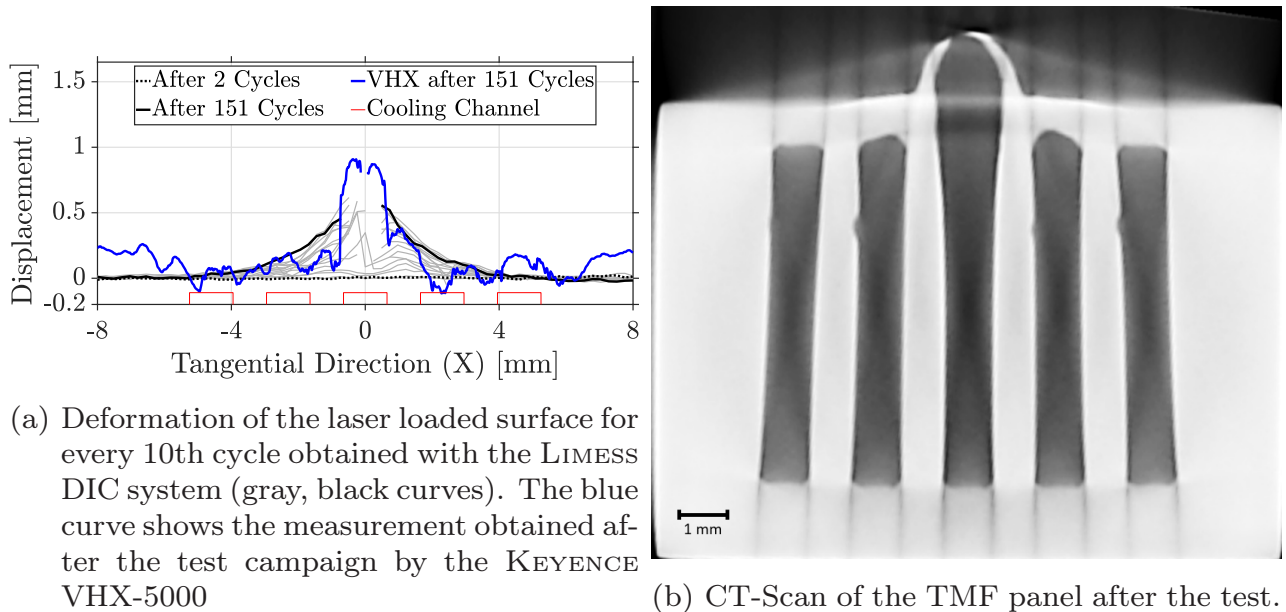 After 2 Cycles
VHX after 151 Cycles
After 151 Cycles
Cooling Channel
Displacement [mm]
1.5
1
0.5
0
-0.2
-8
-4
0
4
8
Tangential Direction (X) [mm]
(a) Deformation of the laser loaded surface for
every 10th cycle obtained with the LIMESS
DIC system (gray, black curves). The blue
curve shows the measurement obtained af-
ter the test campaign by the KEYENCE
VHX-5000
1 mm
(b) CT-Scan of the TMF panel after the test.